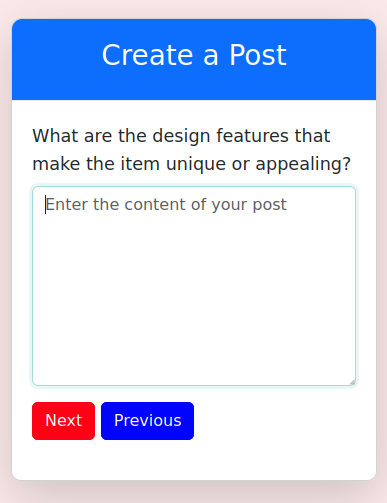 Create a Post
What are the design features that
make the item unique or appealing?
Enter the content of your post
Next Previous